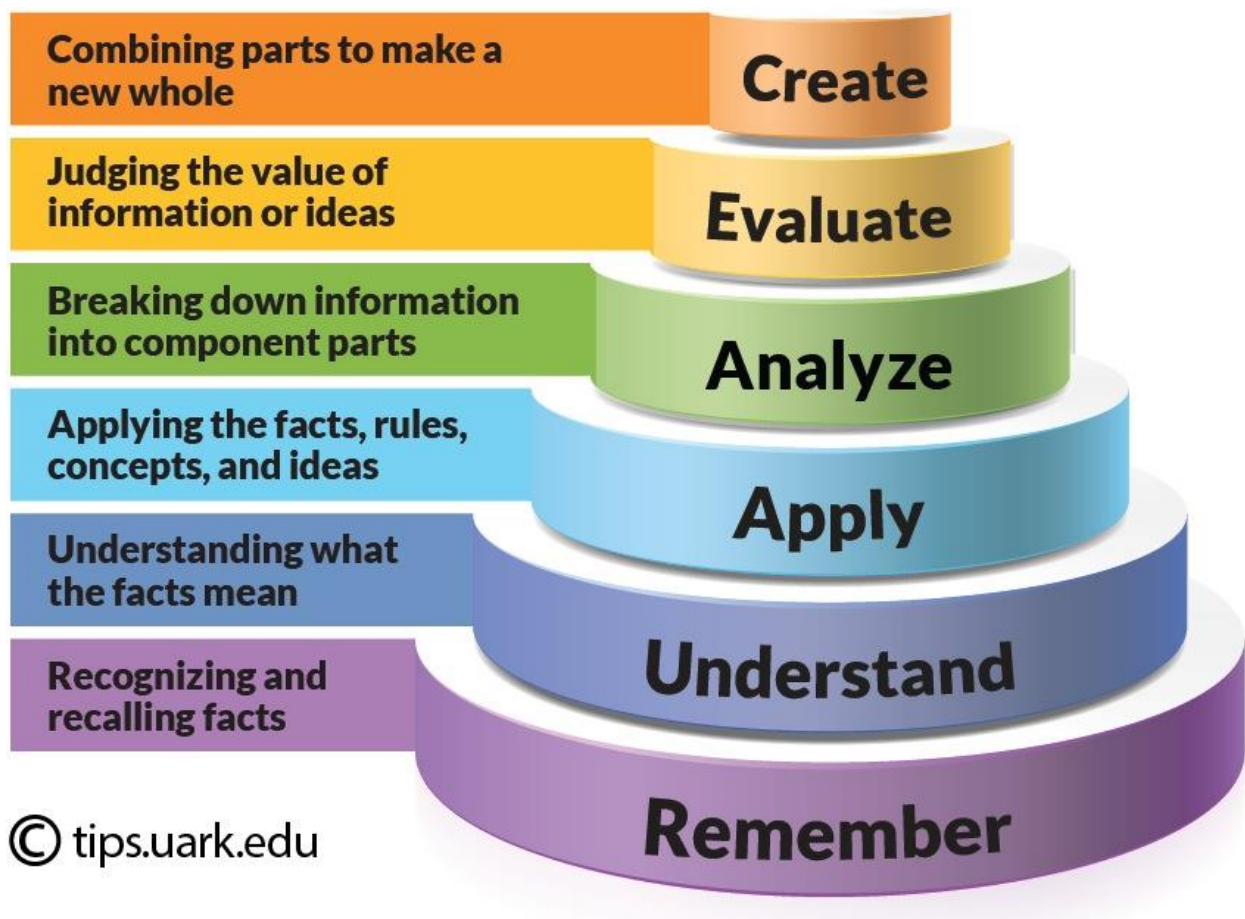 Combining parts to make a
new whole
Create
Judging the value of
information or ideas
Evaluate
Breaking down information
into component parts
Analyze
Applying the facts, rules,
concepts, and ideas
Apply
Understanding what
the facts mean
Understand
Recognizing and
recalling facts
Remember
© tips.uark.edu